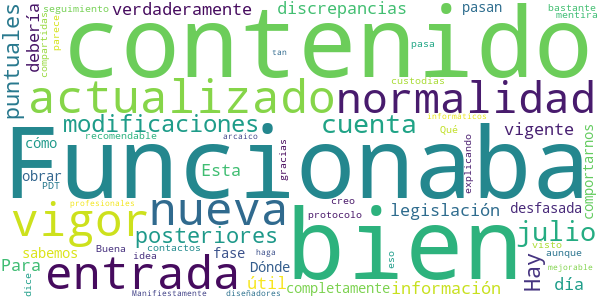 seguimiento
verdaderamente
discrepancias
pasan
bastante
mentira
puntuales
debería
compartidas
parece
contenido
pasa
tan
custodias
actualizado
normalidad
modificaciones
recomendable
cuenta
informáticos
Qué
vigente
arcaico
comportarnos
Funcionaba
cómo
obrar
PDT
Esta
gracias
explicando
profesionales
vigor
nueva
creo
protocolo
legislación
desfasada
bien
julio
posteriores
Para
sabemos
Buena
contactos
fase
Dónde
eso
visto
aunque
Hay
entrada
idea
haga
útil
completamente
información
día
mejorable
dice
Manifiestamente
diseñadores